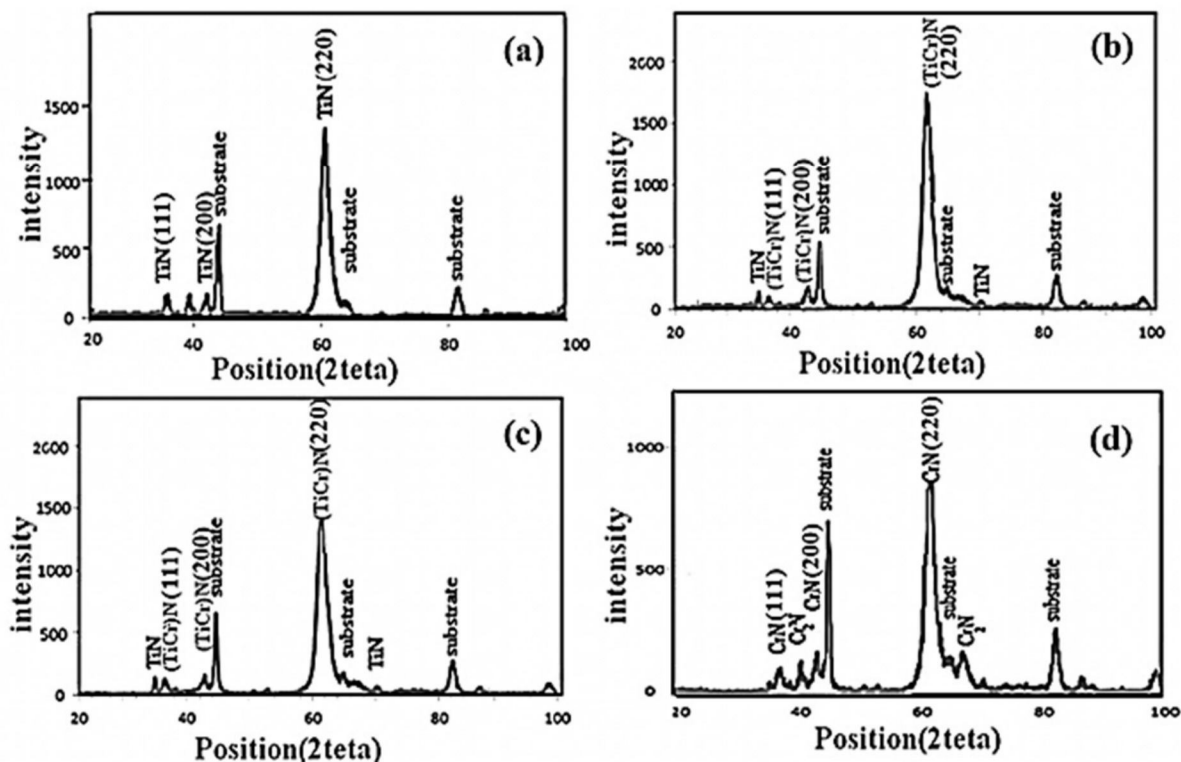 (a)
intensity
1500
1000
500
0
TiN(111)
TiN(200)
substrate
TiN(220)
substrate
substrate
20
40
60
80
100
Position(2teta)
(b)
intensity
2000
1500
1000
500
0
TiN
(TiCr)N(111)
(TiCr)N(200)
substrate
(TiCr)N
(220)
substrate
TiN
substrate
20
40
60
80
100
Position(2teta)
(c)
intensity
2000
1500
1000
500
0
TiN
(TiCr)N(111)
(TiCr)N(200)
substrate
(TiCr)N(220)
substrate
TiN
substrate
20
40
60
80
100
Position(2teta)
(d)
intensity
1000
500
0
CrN(111)
Cr2N
CrN(200)
substrate
CrN(220)
substrate
CrN2
substrate
20
40
60
80
100
Position(2teta)